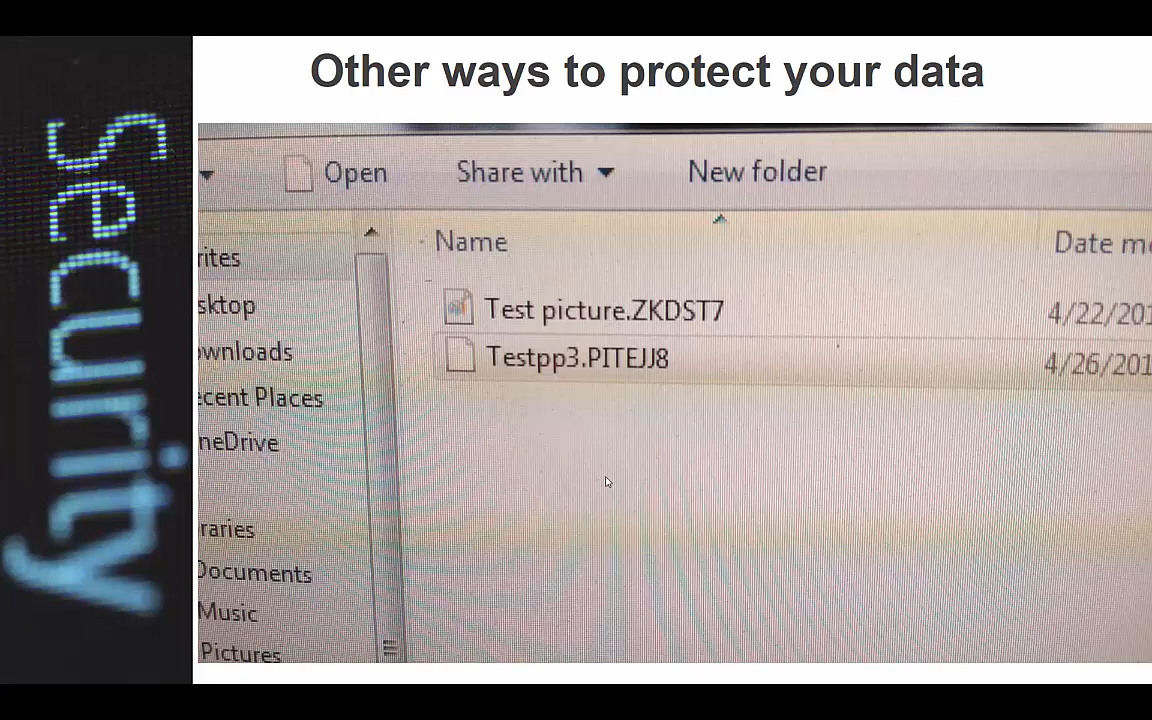 Other ways to protect your data
Security
Open Share with New folder
Name Date mo
rites
Test picture.ZKDST7 4/22/201
sktop
Testpp3.PITEJJ8 4/26/201
ownloads
ecent Places
neDrive
raries
Documents
Music
Pictures